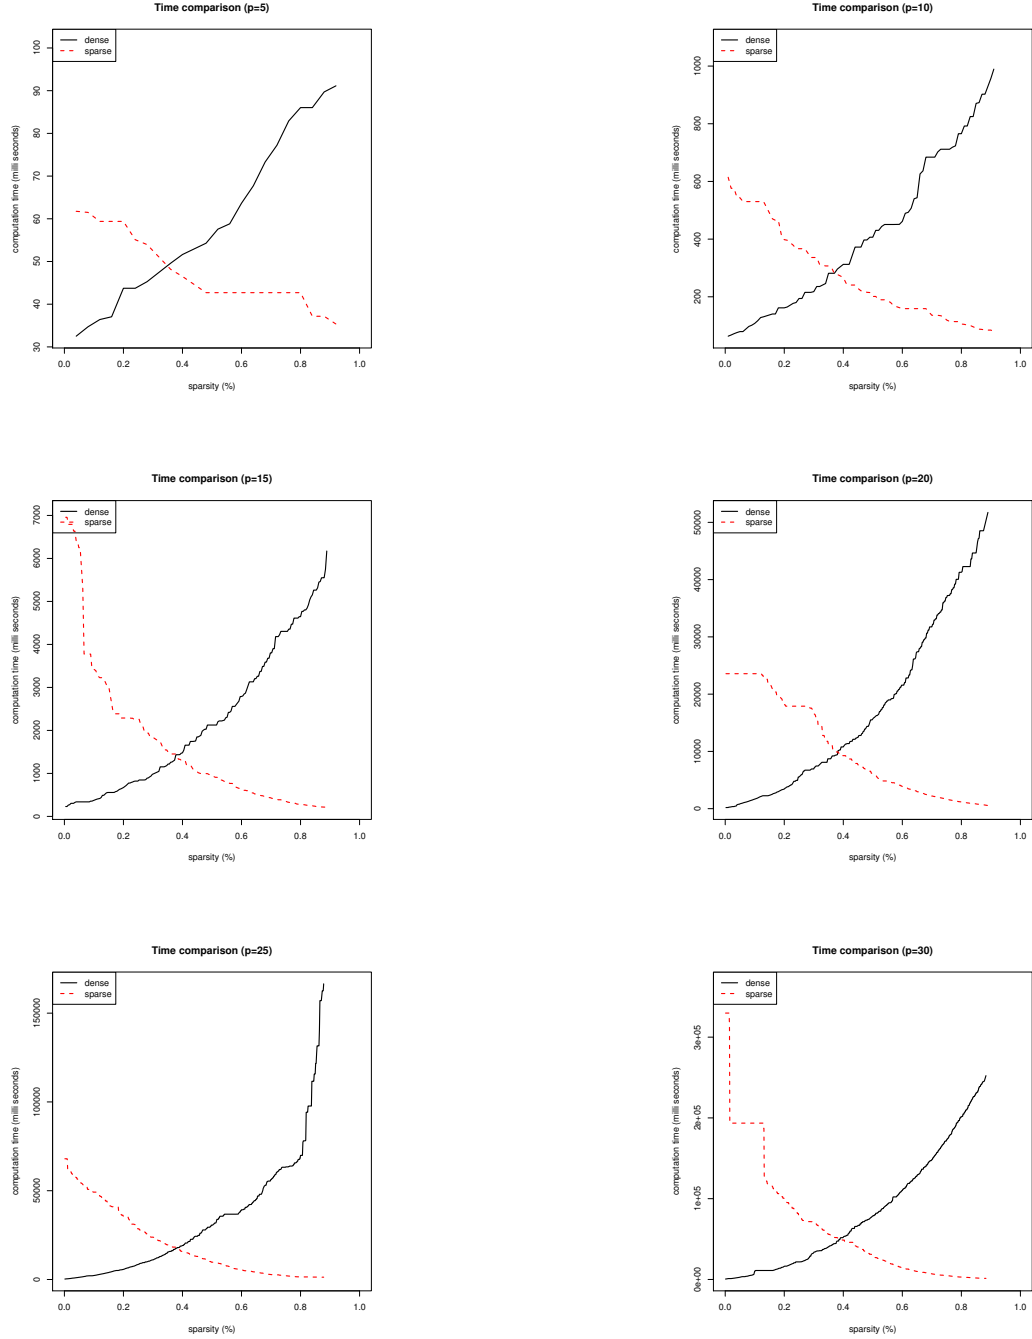 Time comparison (p=5)
dense
sparse
computation time (milli seconds)
30 40 50 60 70 80 90 100
0.0 0.2 0.4 0.6 0.8 1.0
sparsity (%)
Time comparison (p=10)
dense
sparse
computation time (milli seconds)
200 400 600 800 1000
0.0 0.2 0.4 0.6 0.8 1.0
sparsity (%)
Time comparison (p=15)
dense
sparse
computation time (milli seconds)
0 1000 2000 3000 4000 5000 6000 7000
0.0 0.2 0.4 0.6 0.8 1.0
sparsity (%)
Time comparison (p=20)
dense
sparse
computation time (milli seconds)
0 10000 20000 30000 40000 50000
0.0 0.2 0.4 0.6 0.8 1.0
sparsity (%)
Time comparison (p=25)
dense
sparse
computation time (milli seconds)
0 50000 100000 150000
0.0 0.2 0.4 0.6 0.8 1.0
sparsity (%)
Time comparison (p=30)
dense
sparse
computation time (milli seconds)
0e+00 1e+05 2e+05 3e+05
0.0 0.2 0.4 0.6 0.8 1.0
sparsity (%)